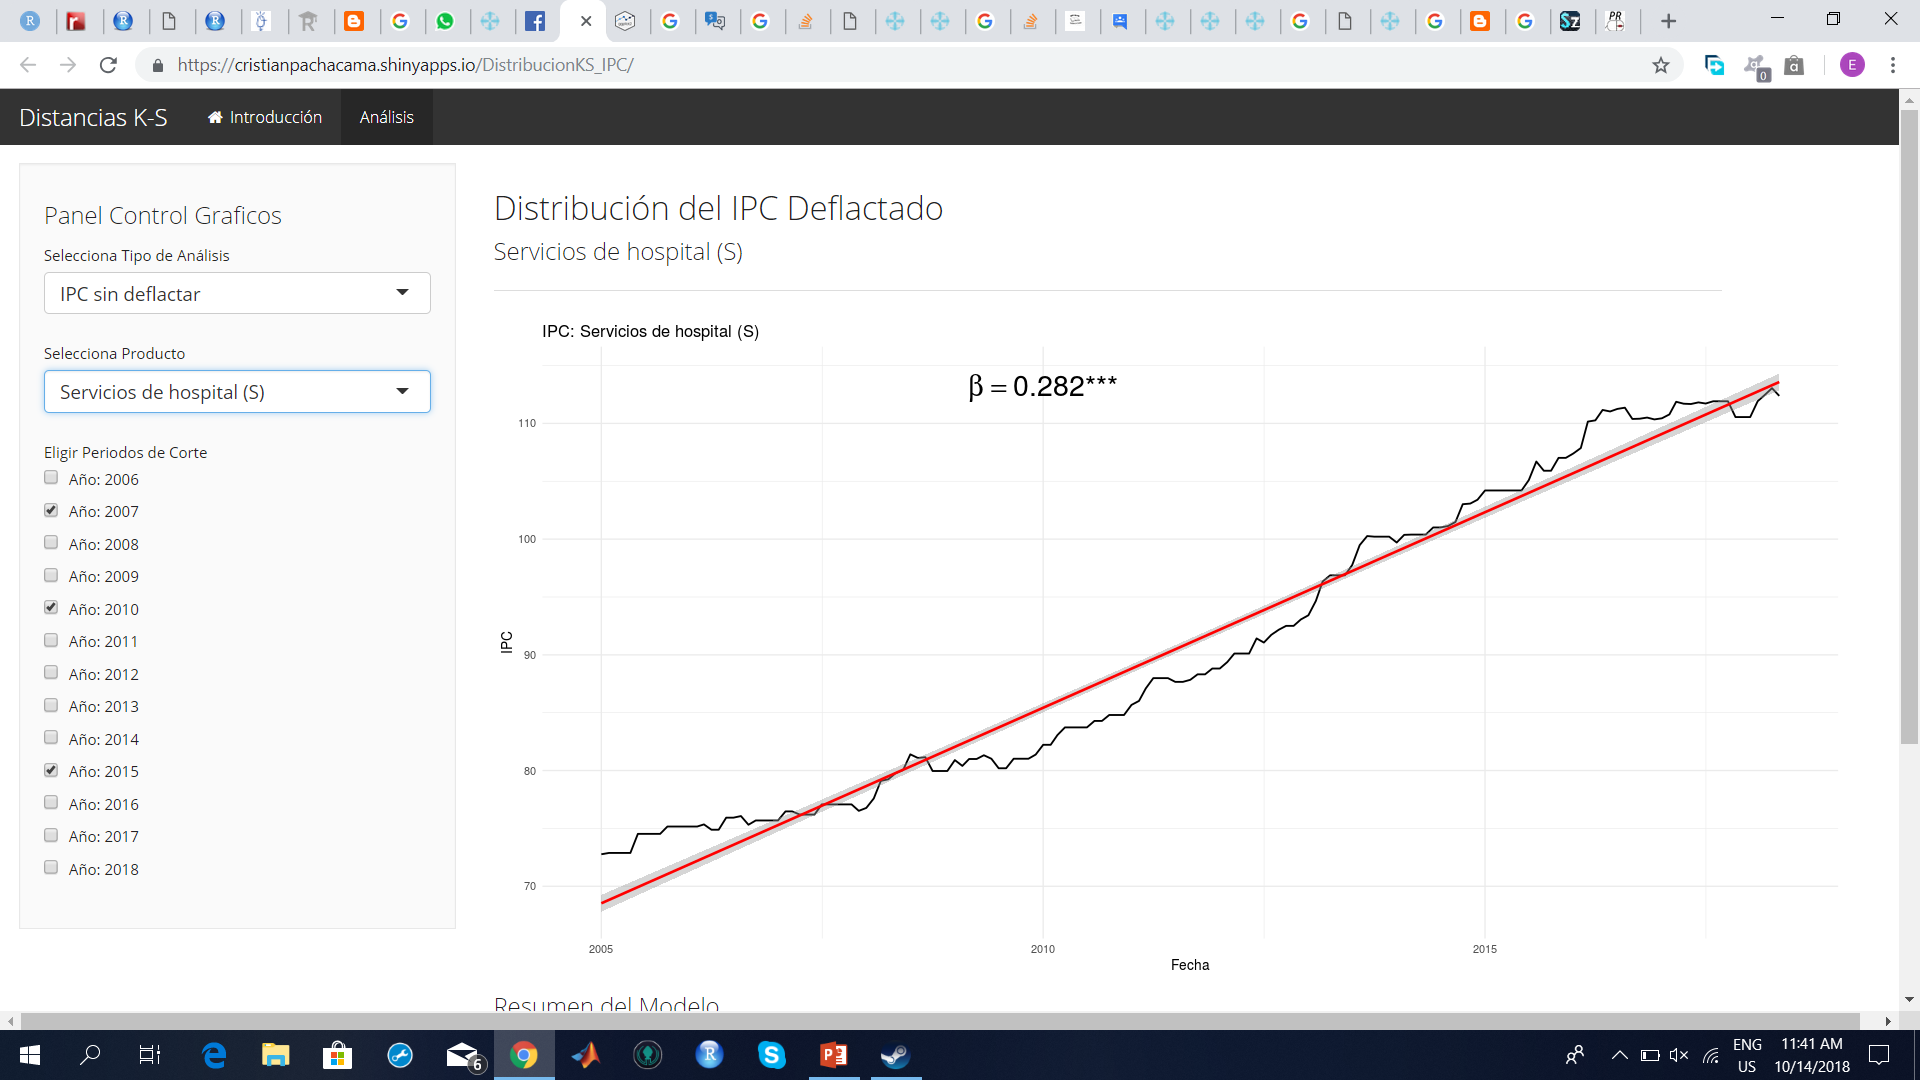 https://cristianpachacama.shinyapps.io/DistribucionKS_IPC/
0
E
Distancias K-S
Introducción
Análisis
Panel Control Graficos
Selecciona Tipo de Análisis
IPC sin deflactar
Selecciona Producto
Servicios de hospital (S)
Eligir Periodos de Corte
Año: 2006
Año: 2007
Año: 2008
Año: 2009
Año: 2010
Año: 2011
Año: 2012
Año: 2013
Año: 2014
Año: 2015
Año: 2016
Año: 2017
Año: 2018
Distribución del IPC Deflactado
Servicios de hospital (S)
IPC: Servicios de hospital (S)
β = 0.282***
110
100
90
80
70
IPC
2005
2010
2015
Fecha
Resumen del Modelo
6
ENG
US
11:41 AM
10/14/2018